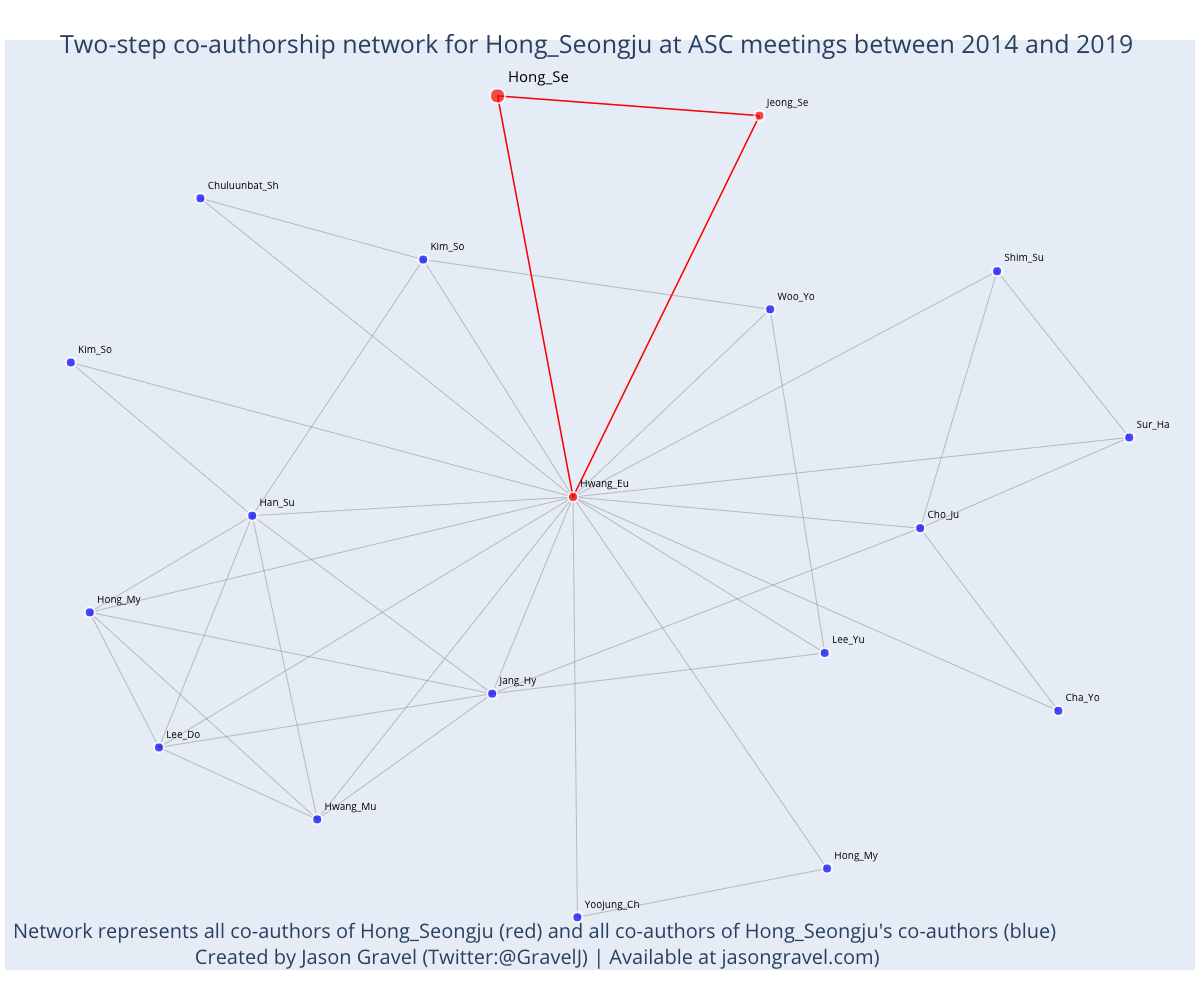 Two-step co-authorship network for Hong_Seongju at ASC meetings between 2014 and 2019
Hong_Se
Jeong_Se
Chuluunbat_Sh
Kim_So
Shim_Su
Woo_Yo
Kim_So
Sur_Ha
Hwang_Eu
Han_Su
Cho_Ju
Hong_My
Lee_Yu
Jang_Hy
Cha_Yo
Lee_Do
Hwang_Mu
Hong_My
Yoojung_Ch
Network represents all co-authors of Hong_Seongju (red) and all co-authors of Hong_Seongju's co-authors (blue)
Created by Jason Gravel (Twitter:@GravelJ) | Available at jasongravel.com)